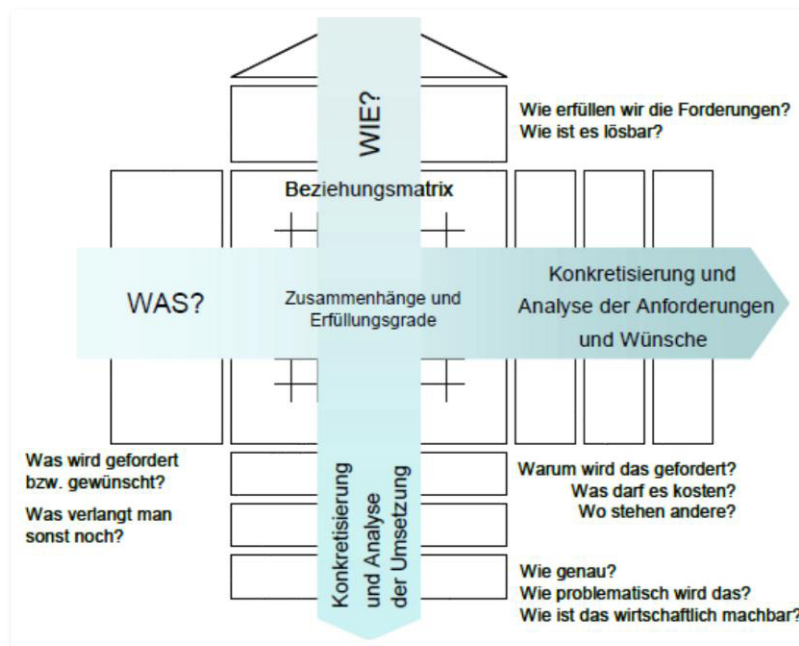 WIE?
Wie erfüllen wir die Forderungen?
Wie ist es lösbar?
Beziehungsmatrix
WAS?
Zusammenhänge und
Erfüllungsgrade
Konkretisierung und
Analyse der Anforderungen
und Wünsche
Was wird gefordert
bzw. gewünscht?
Was verlangt man
sonst noch?
Konkretisierung
und Analyse
der Umsetzung
Warum wird das gefordert?
Was darf es kosten?
Wo stehen andere?
Wie genau?
Wie problematisch wird das?
Wie ist das wirtschaftlich machbar?